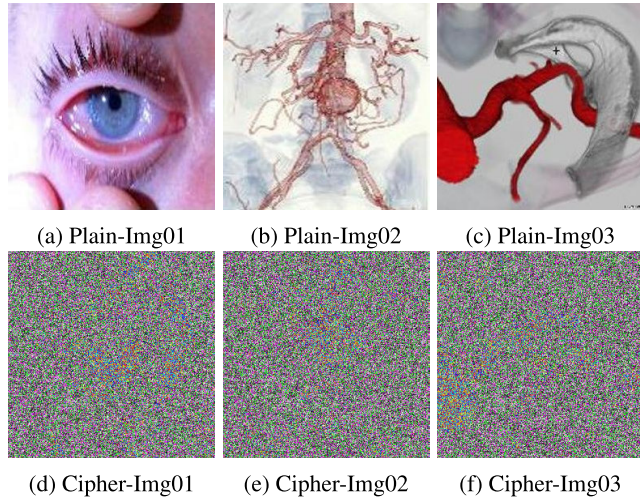 (a) Plain-Img01
(b) Plain-Img02
(c) Plain-Img03
(d) Cipher-Img01
(e) Cipher-Img02
(f) Cipher-Img03